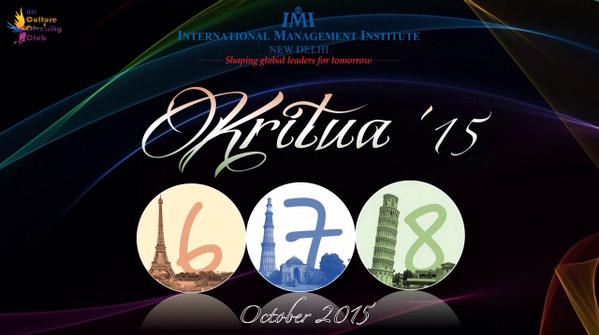 IMI
Culture
Diversity
Club
IMI
INTERNATIONAL MANAGEMENT INSTITUTE
NEW DELHI
Shaping global leaders for tomorrow
Kritua '15
6 7 8
October 2015